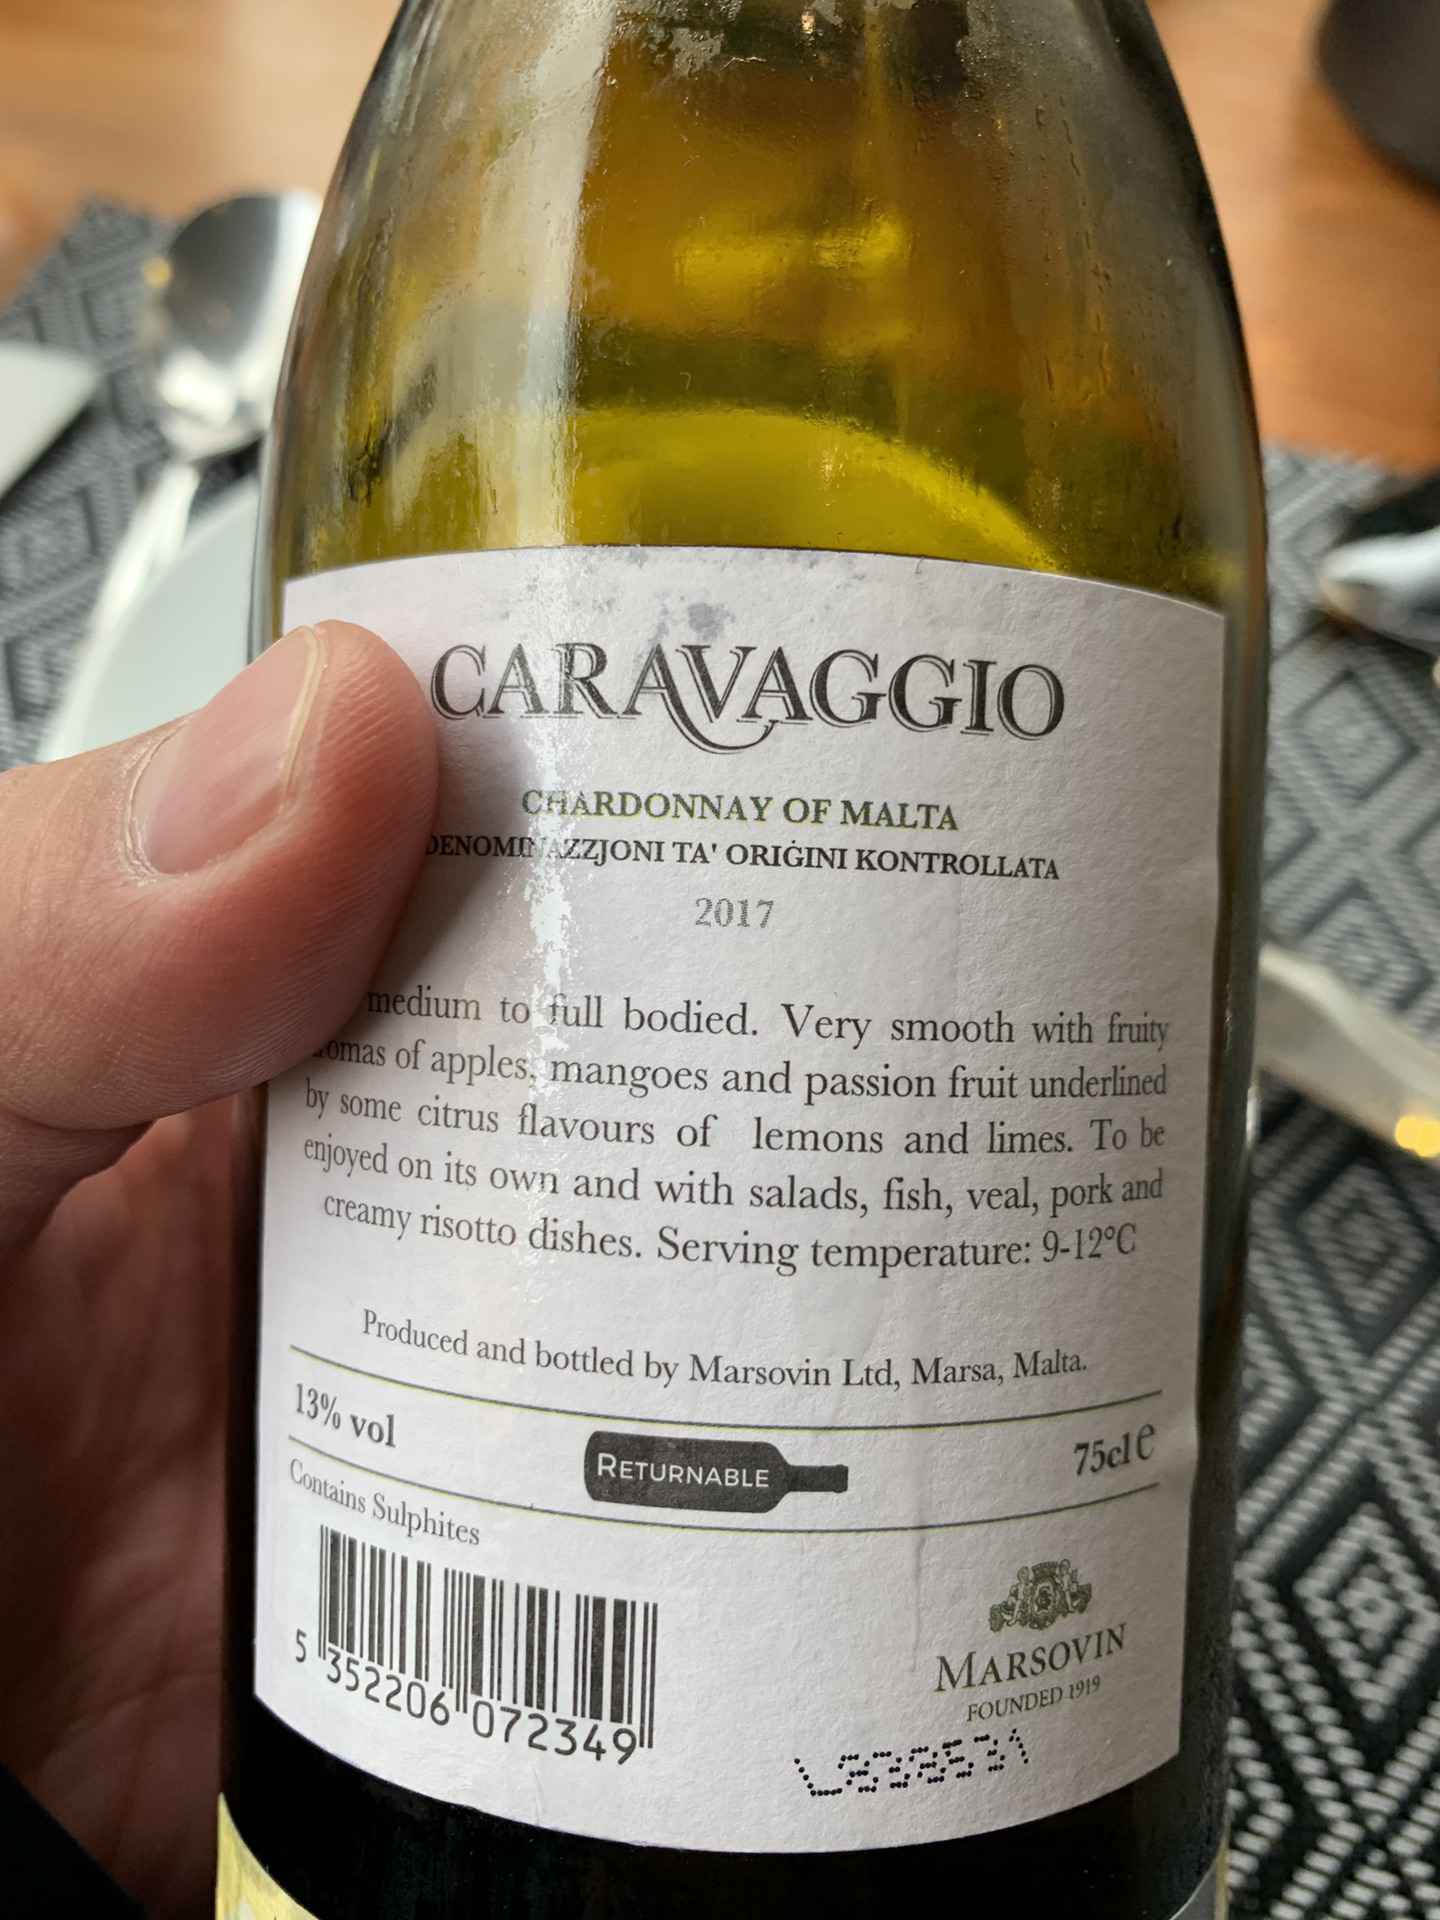 CARAVAGGIO
CHARDONNAY OF MALTA
DENOMINAZZJONI TA' ORIĠINI KONTROLLATA
2017
medium to full bodied. Very smooth with fruity
of apples, mangoes and passion fruit underlined
by some citrus flavours of lemons and limes. To be
enjoyed on its own and with salads, fish, veal, pork and
creamy risotto dishes. Serving temperature: 9-12°C
Produced and bottled by Marsovin Ltd, Marsa, Malta.
13% vol
RETURNABLE
75cl e
Contains Sulphites
5 352206 072349
MARSOVIN
FOUNDED 1919